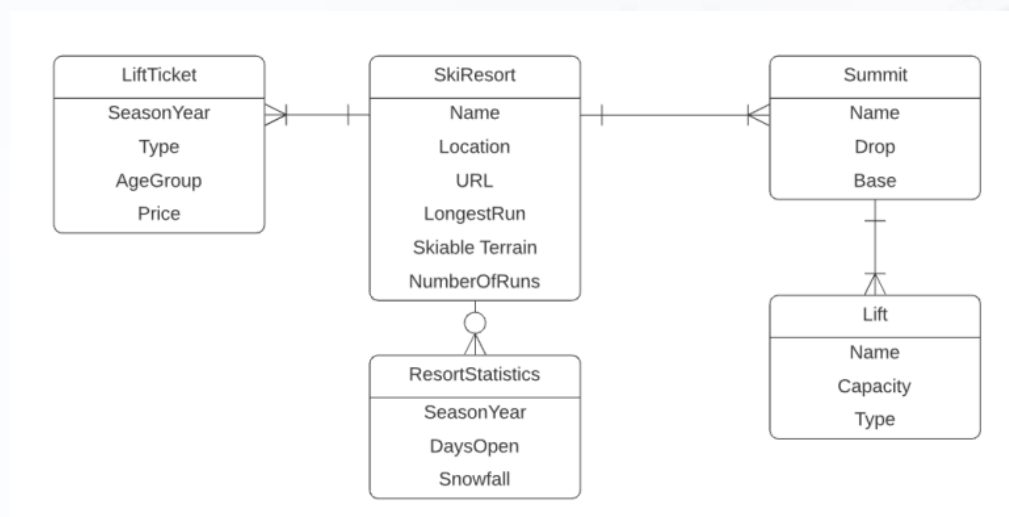 LiftTicket
SeasonYear
Type
AgeGroup
Price
SkiResort
Name
Location
URL
LongestRun
Skiable Terrain
NumberOfRuns
Summit
Name
Drop
Base
ResortStatistics
SeasonYear
DaysOpen
Snowfall
Lift
Name
Capacity
Type